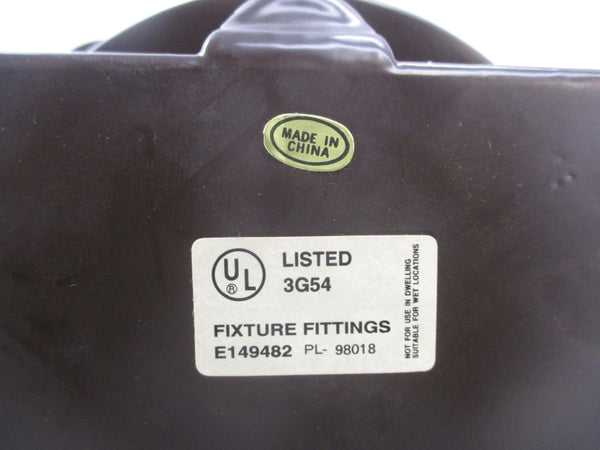 MADE IN
CHINA
UL
®
LISTED
3G54
FIXTURE FITTINGS
E149482 PL- 98018
NOT FOR USE IN DWELLING
SUITABLE FOR WET LOCATIONS